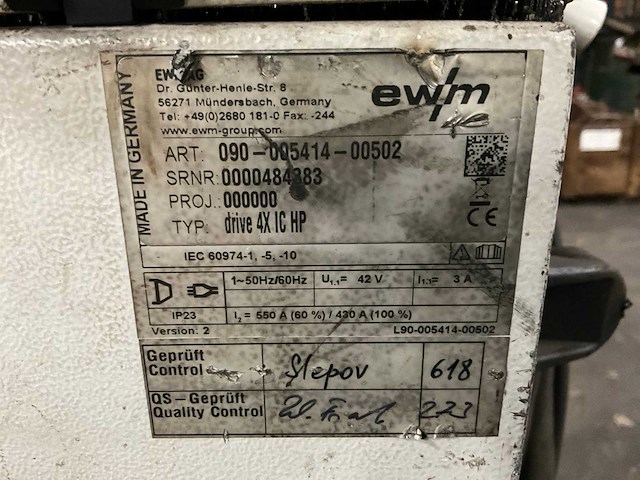 MADE IN GERMANY
EWM AG
Dr. Günter-Henle-Str. 8
56271 Mündersbach, Germany
Tel: +49(0)2680 181-0 Fax: -244
www.ewm-group.com
ewm
ART: 090-005414-00502
SRNR: 0000484383
PROJ.: 000000
TYP: drive 4X IC HP
CE
IEC 60974-1, -5, -10
1~50Hz/60Hz U1.1= 42 V I1.1= 3 A
IP23 I2 = 550 A (60 %) / 430 A (100 %)
Version: 2 L90-005414-00502
Geprüft
Control Slepov 618
QS-Geprüft
Quality Control 223